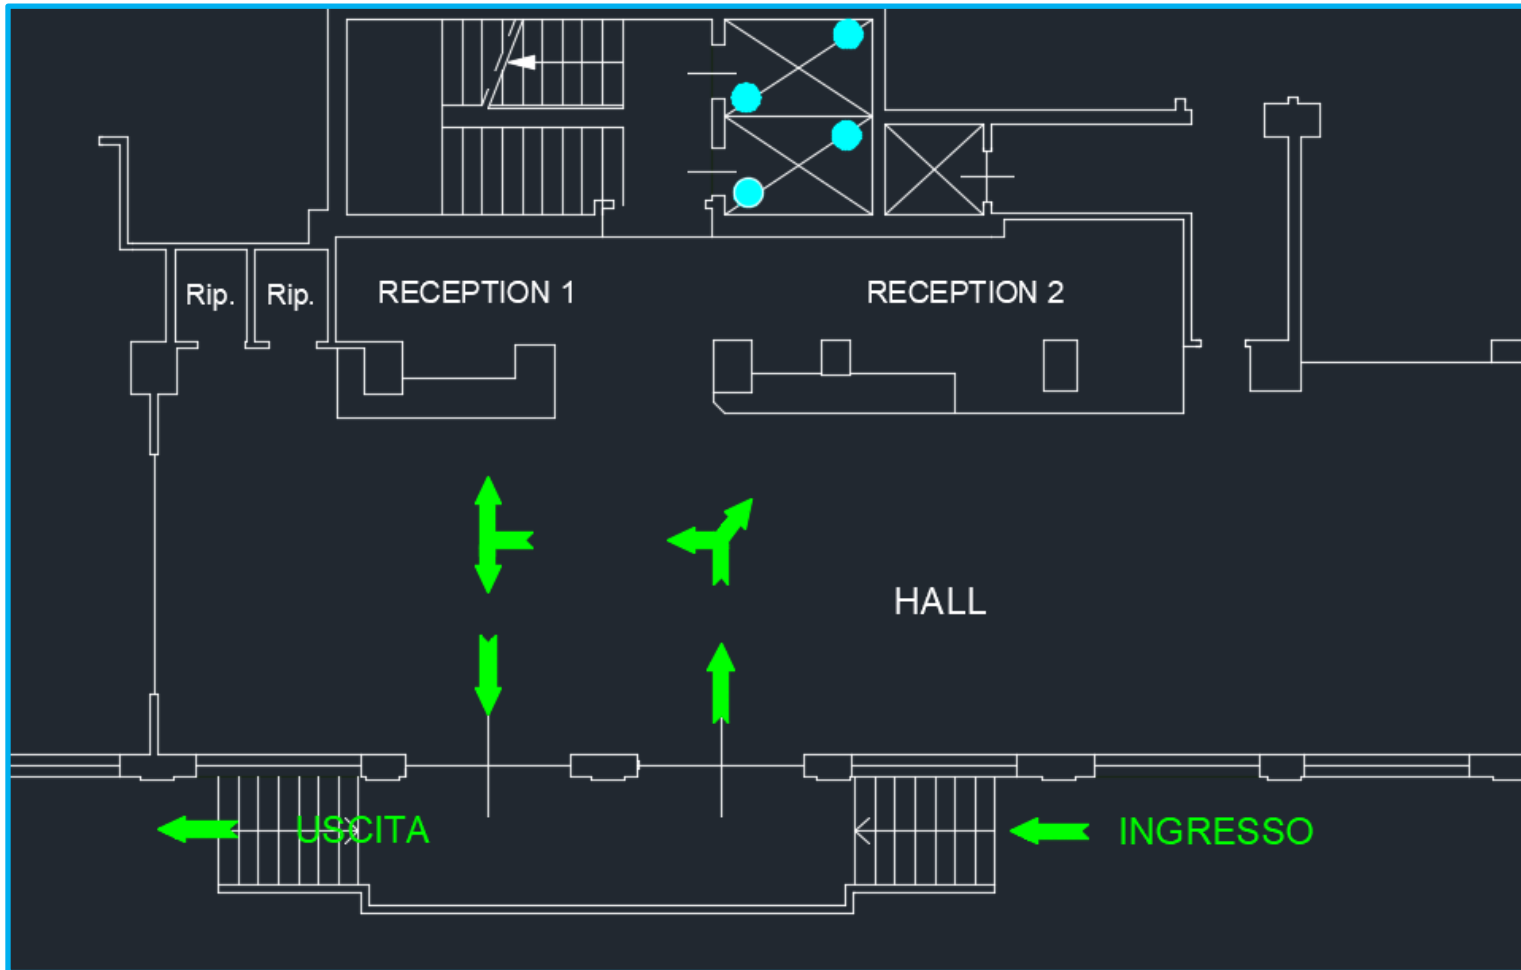 RECEPTION 1
RECEPTION 2
Rip.
Rip.
HALL
USCITA
INGRESSO